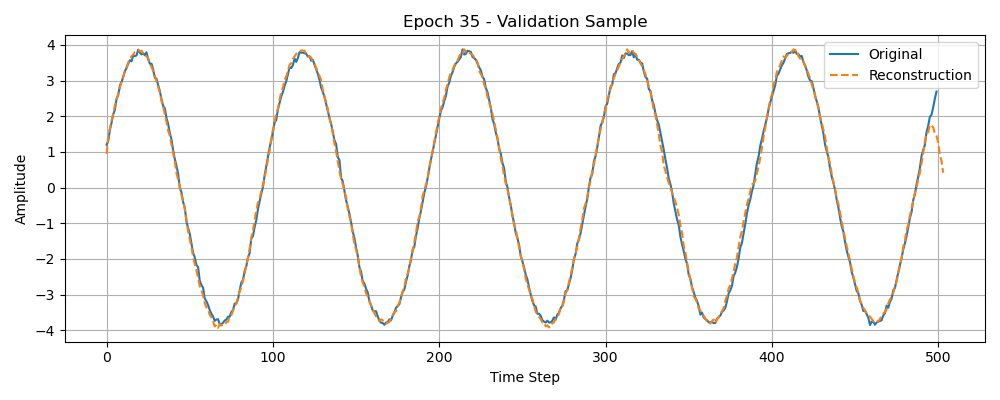 Epoch 35 - Validation Sample
Original
Reconstruction
4
3
2
1
0
−1
−2
−3
−4
Amplitude
0 100 200 300 400 500
Time Step